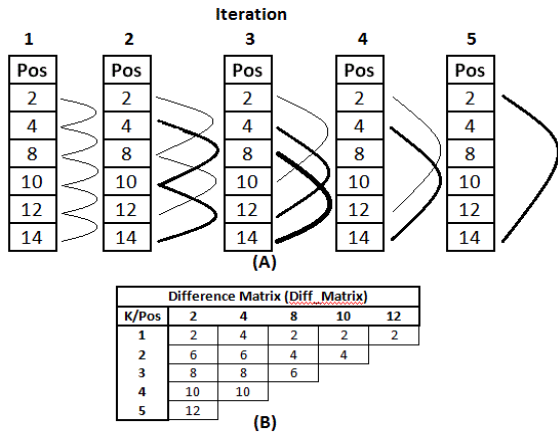 Iteration
1 2 3 4 5
Pos Pos Pos Pos Pos
2 2 2 2 2
4 4 4 4 4
8 8 8 8 8
10 10 10 10 10
12 12 12 12 12
14 14 14 14 14
(A)
Difference Matrix (Diff_Matrix)
K/Pos 2 4 8 10 12
1 2 4 2 2 2
2 6 6 4 4
3 8 8 6
4 10 10
5 12
(B)